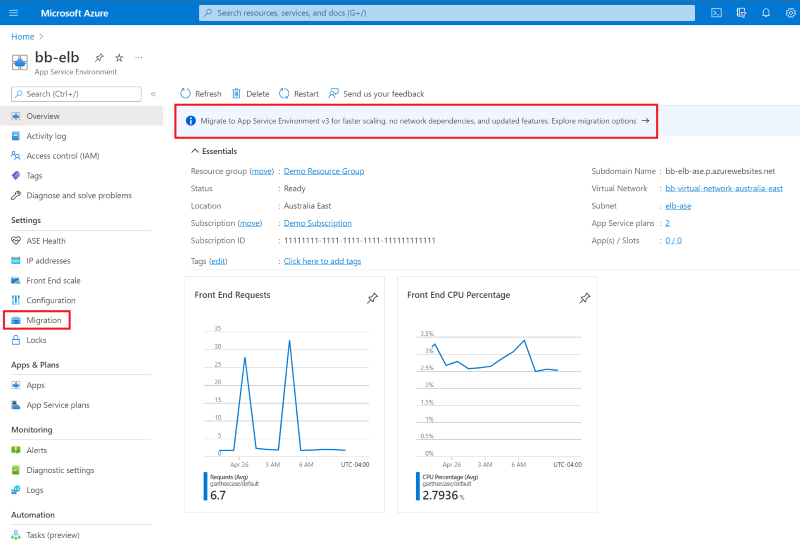 Microsoft Azure
Search resources, services, and docs (G+/)
Home
bb-elb
App Service Environment
Search (Ctrl+/)
Overview
Activity log
Access control (IAM)
Tags
Diagnose and solve problems
Settings
ASE Health
IP addresses
Front End scale
Configuration
Migration
Locks
Apps & Plans
Apps
App Service plans
Monitoring
Alerts
Diagnostic settings
Logs
Automation
Tasks (preview)
Refresh Delete Restart Send us your feedback
Migrate to App Service Environment v3 for faster scaling, no network dependencies, and updated features. Explore migration options →
Essentials
Resource group (move) : Demo Resource Group
Status : Ready
Location : Australia East
Subscription (move) : Demo Subscription
Subscription ID : 11111111-1111-1111-1111-111111111111
Tags (edit) : Click here to add tags
Subdomain Name : bb-elb-ase.p.azurewebsites.net
Virtual Network : bb-virtual-network-australia-east
Subnet : elb-ase
App Service plans : 2
App(s) / Slots : 0 / 0
Front End Requests
35
30
25
20
15
10
5
0
Apr 26 3 AM 6 AM UTC-04:00
Requests (Avg)
gsethsecase/default
6.7
Front End CPU Percentage
3.5%
3%
2.5%
2%
1.5%
1%
0.5%
0%
Apr 26 3 AM 6 AM UTC-04:00
CPU Percentage (Avg)
gsethsecase/default
2.7936 %